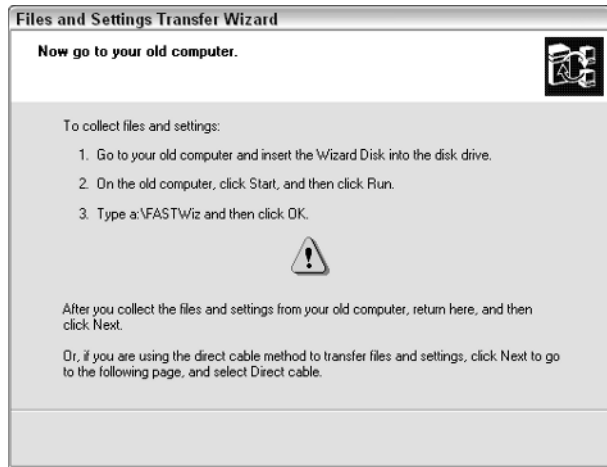 Files and Settings Transfer Wizard
Now go to your old computer.
To collect files and settings:
1. Go to your old computer and insert the Wizard Disk into the disk drive.
2. On the old computer, click Start, and then click Run.
3. Type a:\FASTWiz and then click OK.
After you collect the files and settings from your old computer, return here, and then
click Next.
Or, if you are using the direct cable method to transfer files and settings, click Next to go
to the following page, and select Direct cable.